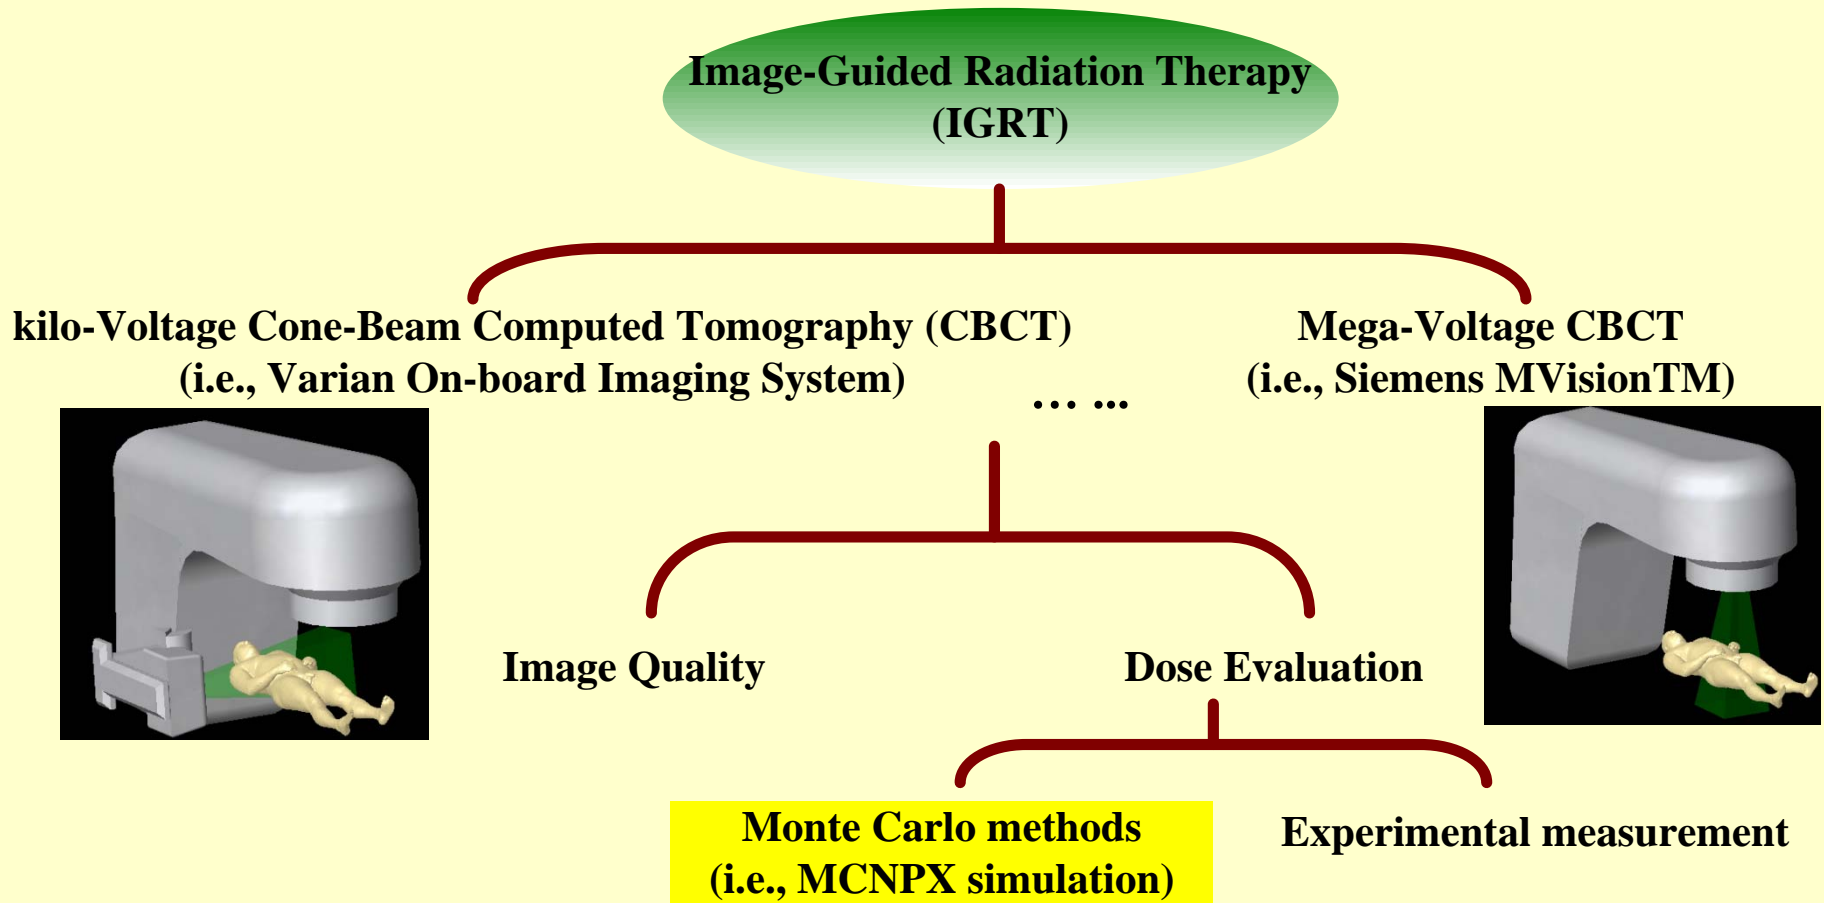 Image-Guided Radiation Therapy
(IGRT)
kilo-Voltage Cone-Beam Computed Tomography (CBCT)
(i.e., Varian On-board Imaging System)
… ...
Mega-Voltage CBCT
(i.e., Siemens MVisionTM)
Image Quality
Dose Evaluation
Monte Carlo methods
(i.e., MCNPX simulation)
Experimental measurement